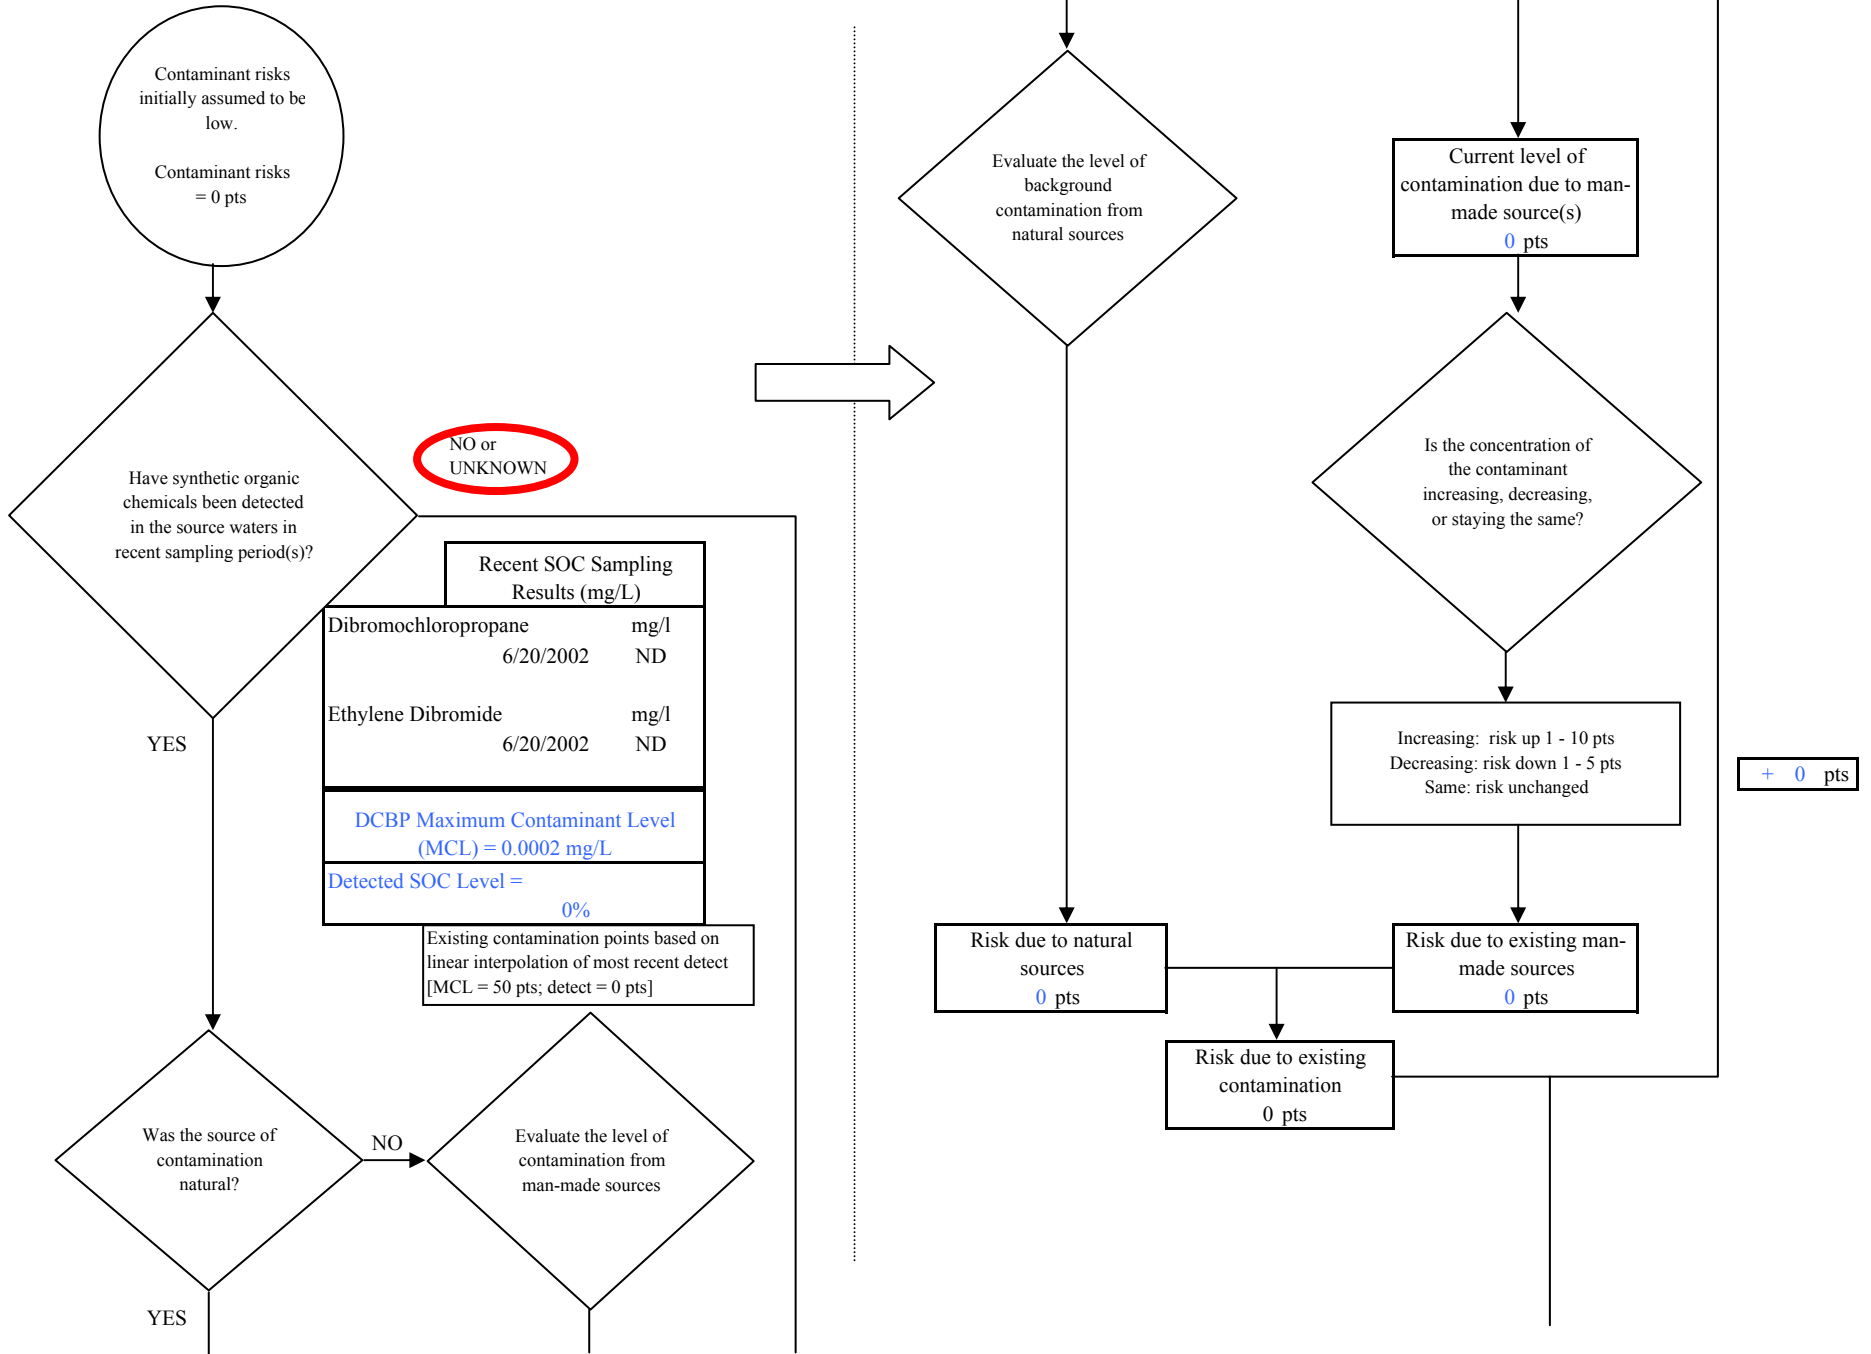 Contaminant risks
initially assumed to be
low.
Contaminant risks
= 0 pts
Have synthetic organic
chemicals been detected
in the source waters in
recent sampling period(s)?
NO or
UNKNOWN
YES
Recent SOC Sampling
Results (mg/L)
Dibromochloropropane mg/l
6/20/2002 ND
Ethylene Dibromide mg/l
6/20/2002 ND
DCBP Maximum Contaminant Level
(MCL) = 0.0002 mg/L
Detected SOC Level =
0%
Existing contamination points based on
linear interpolation of most recent detect
[MCL = 50 pts; detect = 0 pts]
Was the source of
contamination
natural?
NO
Evaluate the level of
contamination from
man-made sources
YES
Evaluate the level of
background
contamination from
natural sources
Current level of
contamination due to man-
made source(s)
0 pts
Is the concentration of
the contaminant
increasing, decreasing,
or staying the same?
Increasing: risk up 1 - 10 pts
Decreasing: risk down 1 - 5 pts
Same: risk unchanged
+ 0 pts
Risk due to natural
sources
0 pts
Risk due to existing man-
made sources
0 pts
Risk due to existing
contamination
0 pts